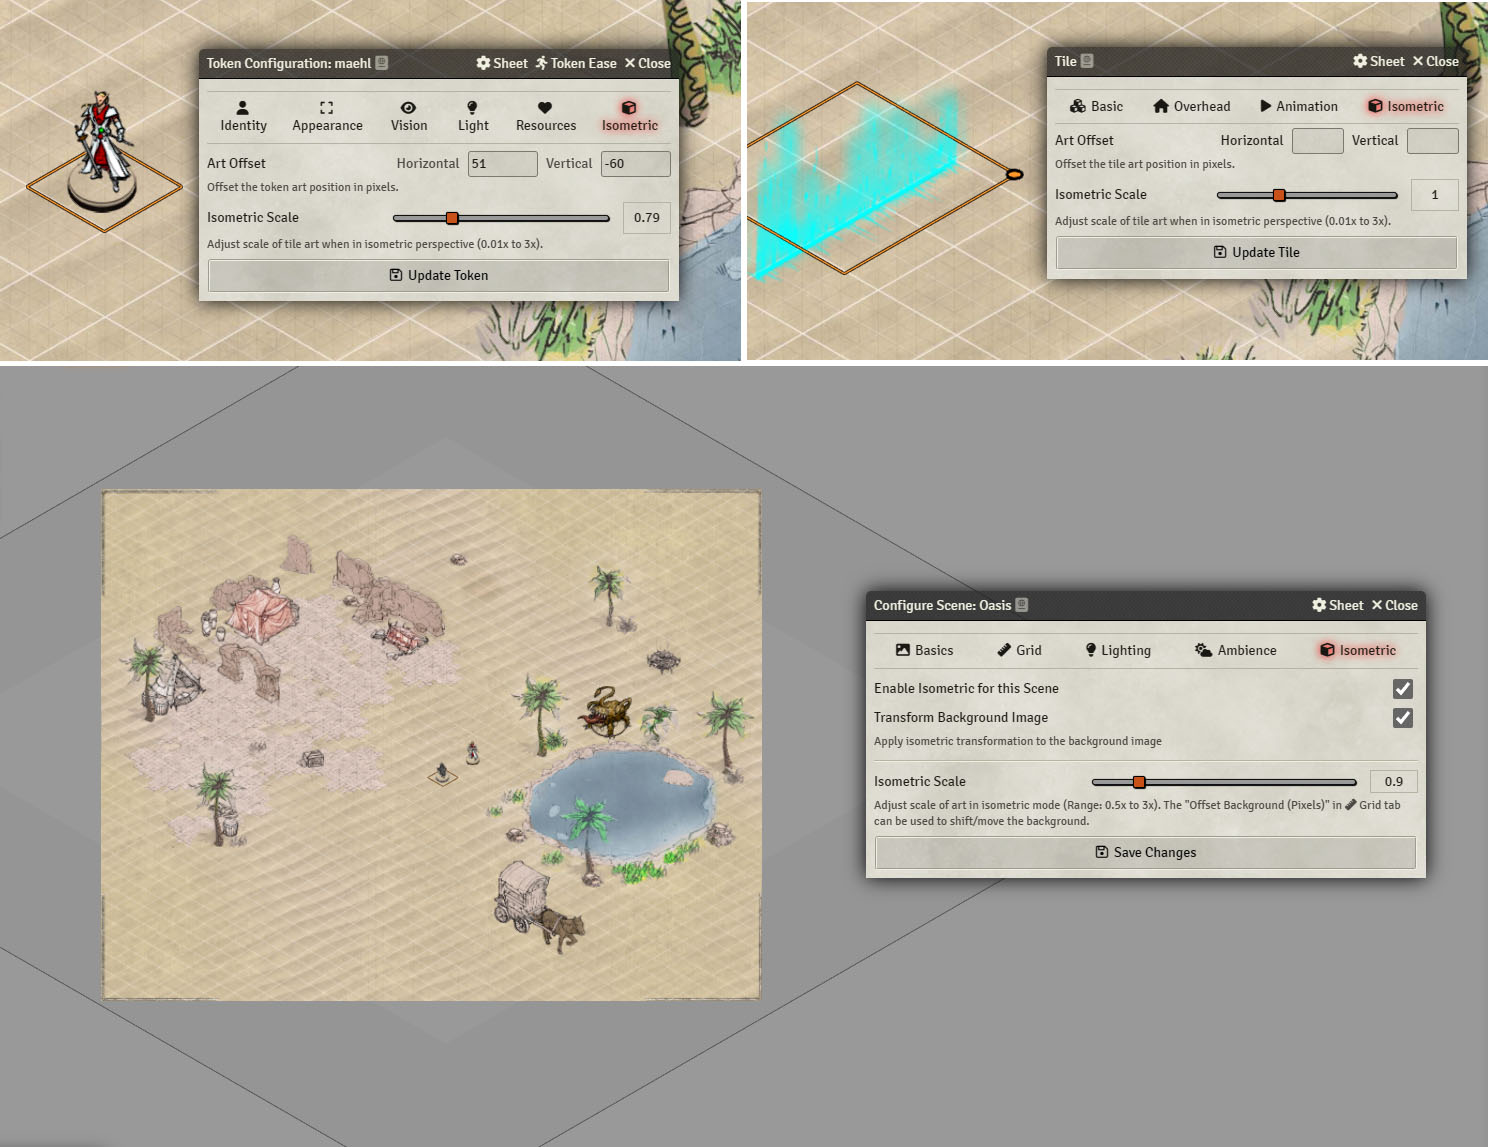 Token Configuration: maehl Sheet Token Ease Close
Identity Appearance Vision Light Resources Isometric
Art Offset Horizontal 51 Vertical -60
Offset the token art position in pixels.
Isometric Scale 0.79
Adjust scale of tile art when in isometric perspective (0.01x to 3x).
Update Token
Tile Sheet Close
Basic Overhead Animation Isometric
Art Offset Horizontal Vertical
Offset the tile art position in pixels.
Isometric Scale 1
Adjust scale of tile art when in isometric perspective (0.01x to 3x).
Update Tile
Configure Scene: Oasis Sheet Close
Basics Grid Lighting Ambience Isometric
Enable Isometric for this Scene
Transform Background Image
Apply isometric transformation to the background image
Isometric Scale 0.9
Adjust scale of art in isometric mode (Range: 0.5x to 3x). The "Offset Background (Pixels)" in Grid tab
can be used to shift/move the background.
Save Changes